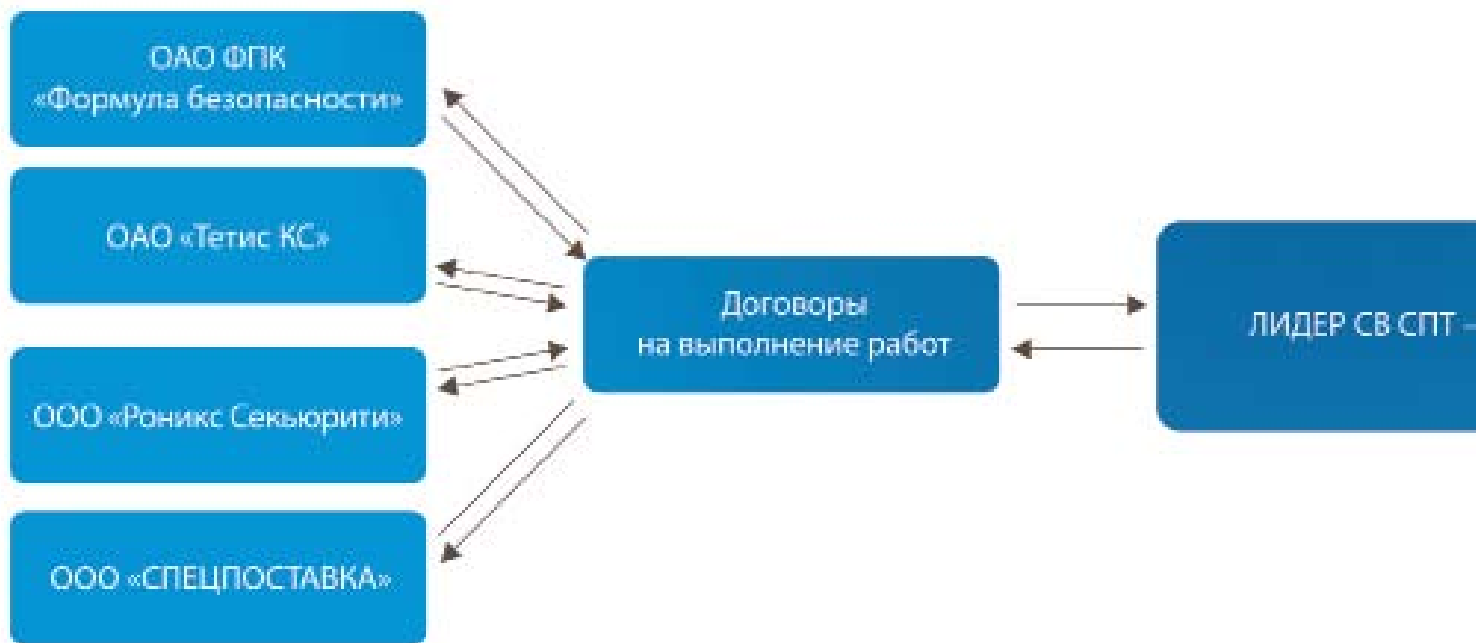 ОАО ФПК
«Формула безопасности»
ОАО «Тетис КС»
ООО «Роникс Секьюрити»
ООО «СПЕЦПОСТАВКА»
Договоры
на выполнение работ
ЛИДЕР СВ СПТ –